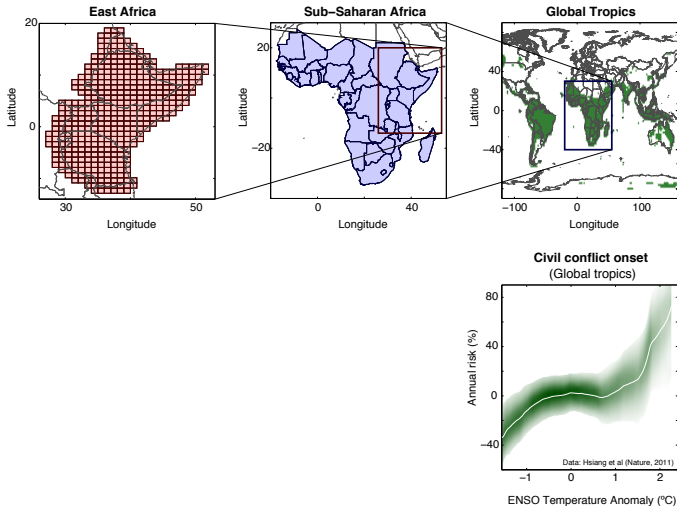 East Africa
Sub−Saharan Africa
Global Tropics
20
0
Latitude
30
50
Longitude
20
−20
Latitude
0
40
Longitude
40
0
−40
Latitude
−100
0
100
Longitude
Civil conflict onset
(Global tropics)
80
40
0
−40
Annual risk (%)
Data: Hsiang et al (Nature, 2011)
−1
0
1
2
ENSO Temperature Anomaly (ºC)